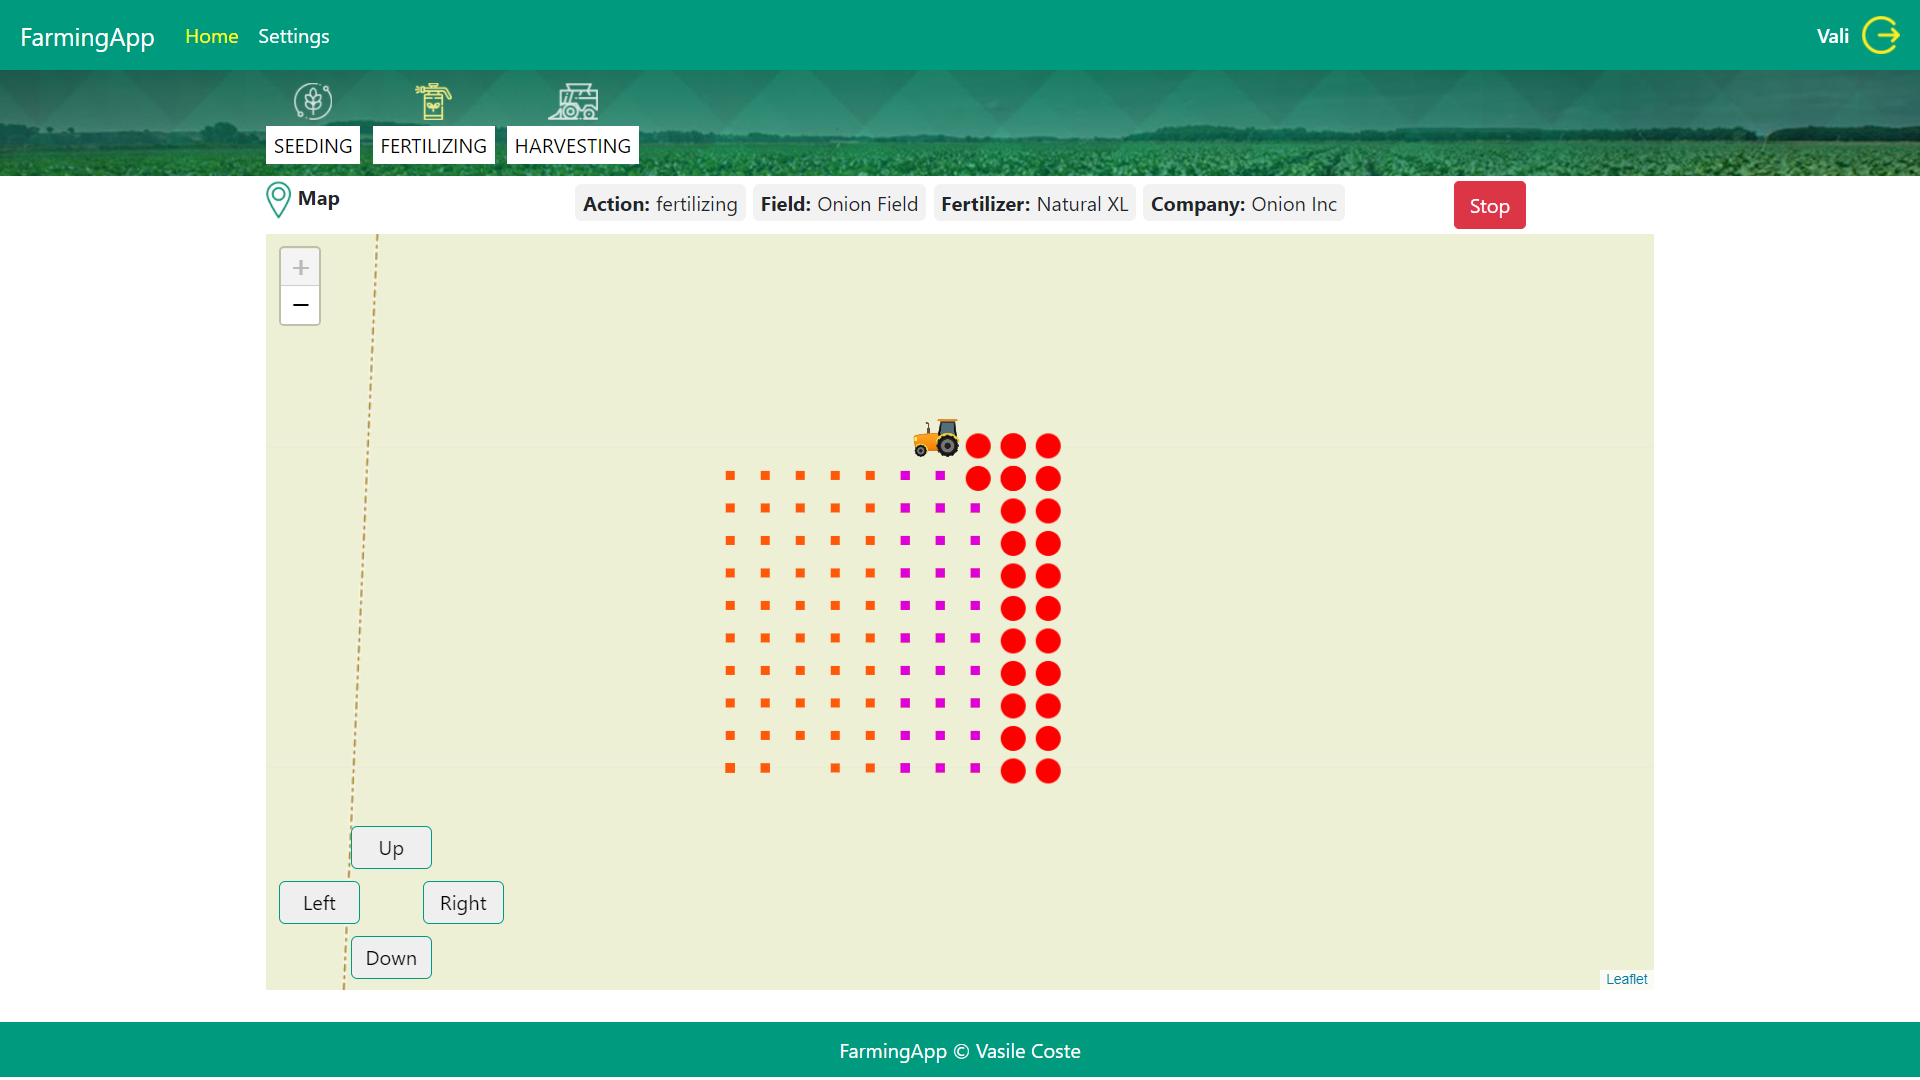 FarmingApp Home Settings Vali
SEEDING FERTILIZING HARVESTING
Map Action: fertilizing Field: Onion Field Fertilizer: Natural XL Company: Onion Inc Stop
+
−
Up
Left Right
Down
Leaflet
FarmingApp © Vasile Coste